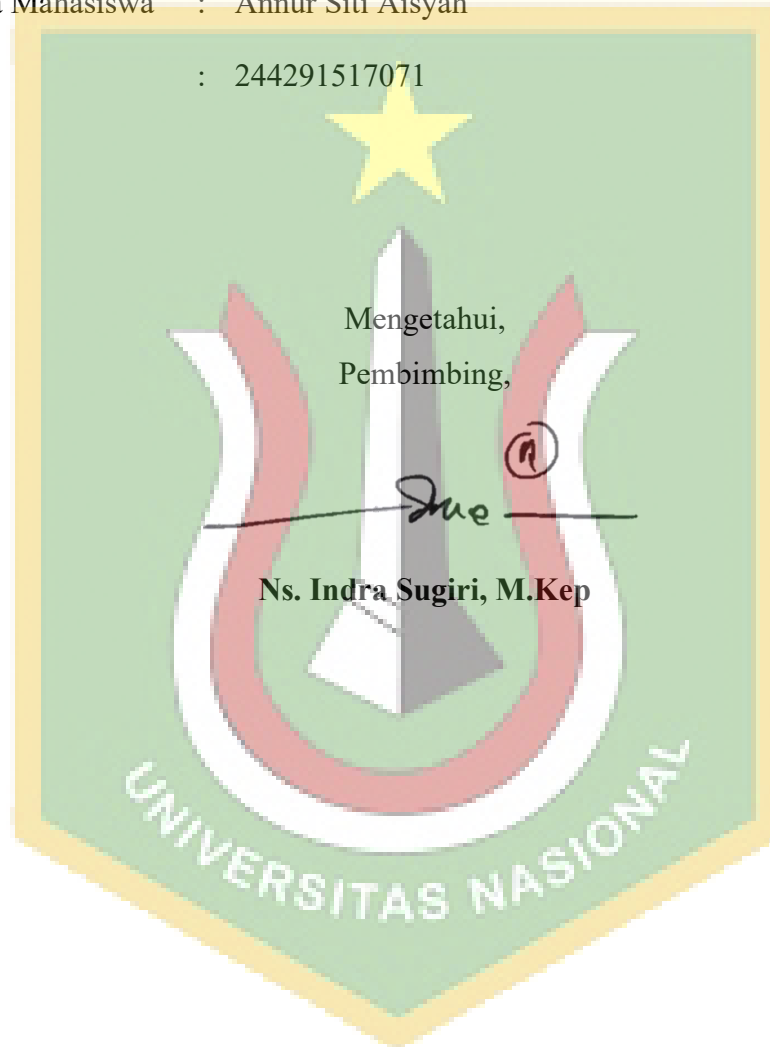 Mahasiswa : Annur Siti Aisyah
: 244291517071
Mengetahui,
Pembimbing,
Ns. Indra Sugiri, M.Kep
UNIVERSITAS NASIONAL